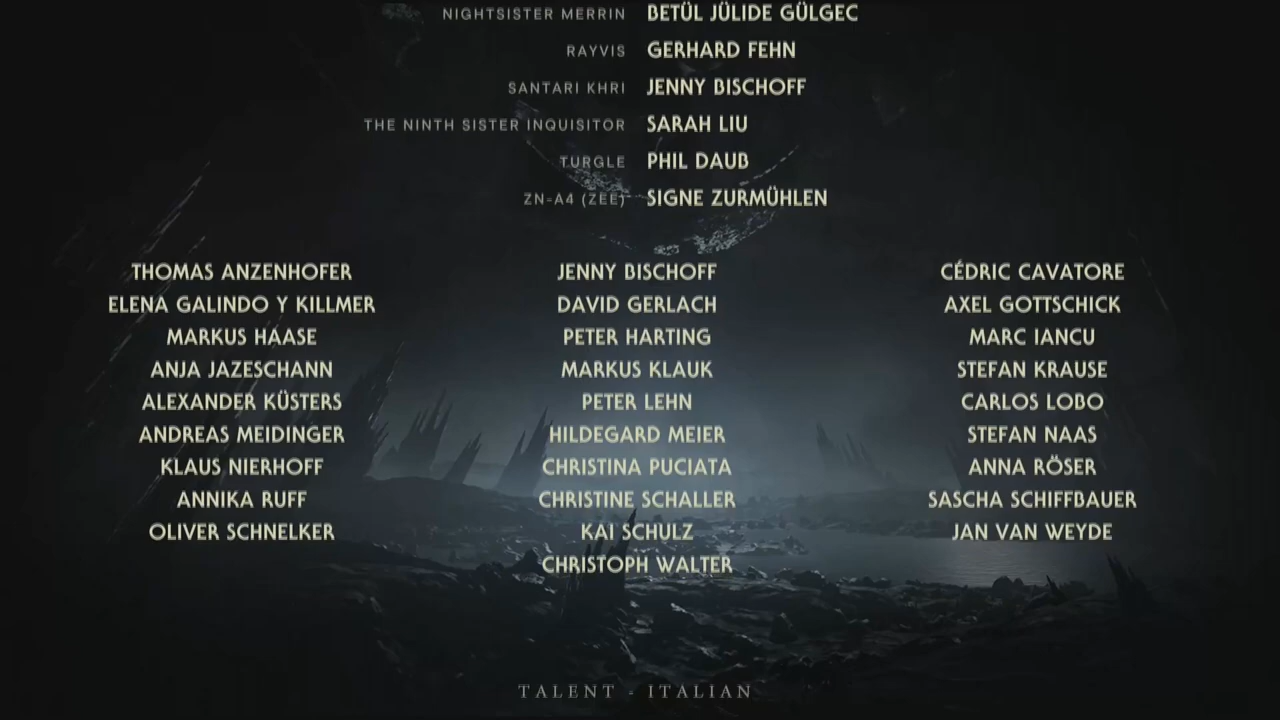 NIGHTSISTER MERRIN BETÜL JÜLIDE GÜLGEC
RAYVIS GERHARD FEHN
SANTARI KHRI JENNY BISCHOFF
THE NINTH SISTER INQUISITOR SARAH LIU
TURGLE PHIL DAUB
ZN-A4 (ZEE) SIGNE ZURMÜHLEN
THOMAS ANZENHOFER JENNY BISCHOFF CÉDRIC CAVATORE
ELENA GALINDO Y KILLMER DAVID GERLACH AXEL GOTTSCHICK
MARKUS HAASE PETER HARTING MARC IANCU
ANJA JAZESCHANN MARKUS KLAUK STEFAN KRAUSE
ALEXANDER KÜSTERS PETER LEHN CARLOS LOBO
ANDREAS MEIDINGER HILDEGARD MEIER STEFAN NAAS
KLAUS NIERHOFF CHRISTINA PUCIATA ANNA RÖSER
ANNIKA RUFF CHRISTINE SCHALLER SASCHA SCHIFFBAUER
OLIVER SCHNELKER KAI SCHULZ JAN VAN WEYDE
CHRISTOPH WALTER
TALENT - ITALIAN